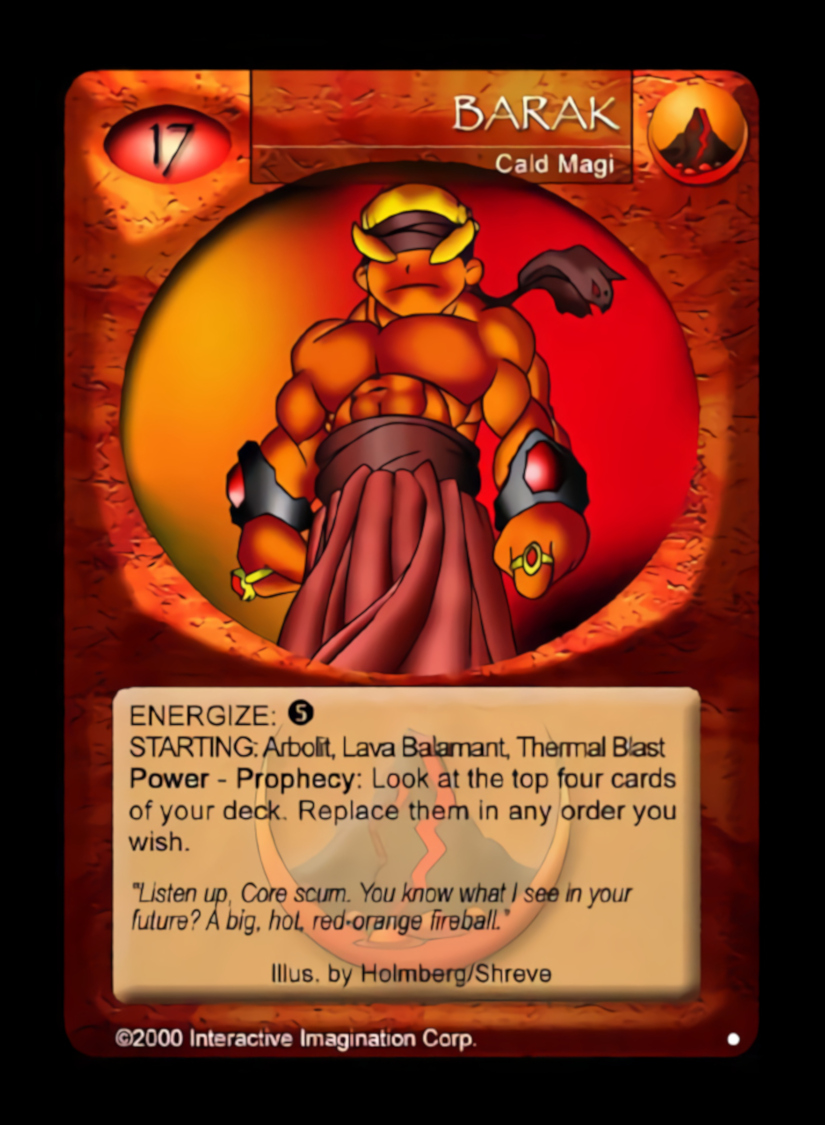 17
BARAK
Cald Magi
ENERGIZE: 5
STARTING: Arbolit, Lava Balamant, Thermal Blast
Power - Prophecy: Look at the top four cards
of your deck. Replace them in any order you
wish.
"Listen up, Core scum. You know what I see in your
future? A big, hot, red-orange fireball."
Illus. by Holmberg/Shreve
©2000 Interactive Imagination Corp.